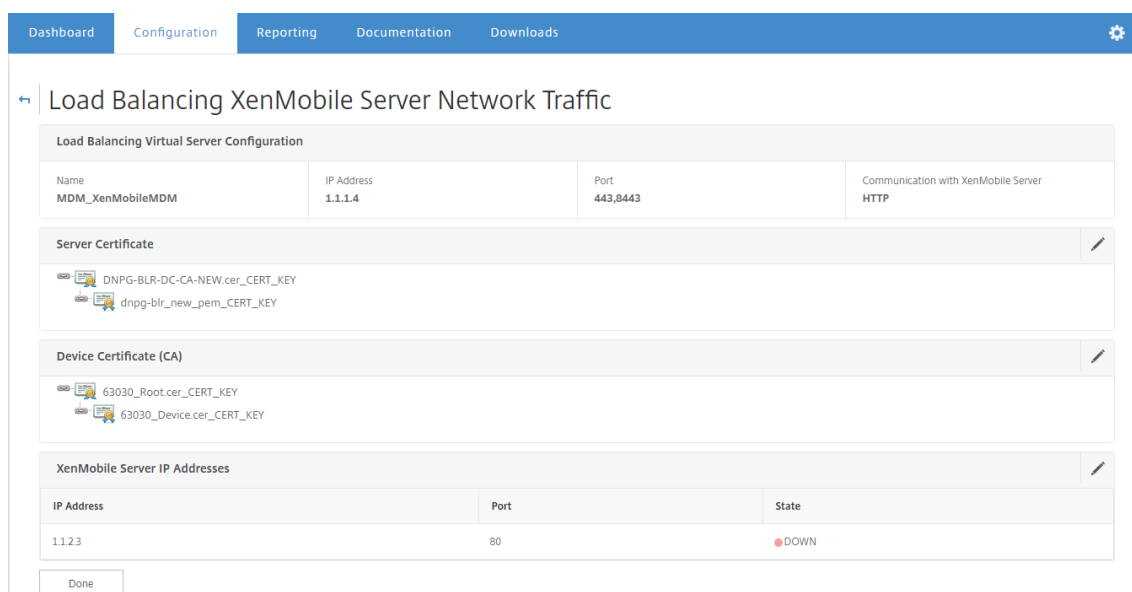 Dashboard Configuration Reporting Documentation Downloads
Load Balancing XenMobile Server Network Traffic
Load Balancing Virtual Server Configuration
Name IP Address Port Communication with XenMobile Server
MDM_XenMobileMDM 1.1.1.4 443,8443 HTTP
Server Certificate
DNPG-BLR-DC-CA-NEW.cer_CERT_KEY
dnpg-blr_new_pem_CERT_KEY
Device Certificate (CA)
63030_Root.cer_CERT_KEY
63030_Device.cer_CERT_KEY
XenMobile Server IP Addresses
IP Address Port State
1.1.2.3 80 DOWN
Done